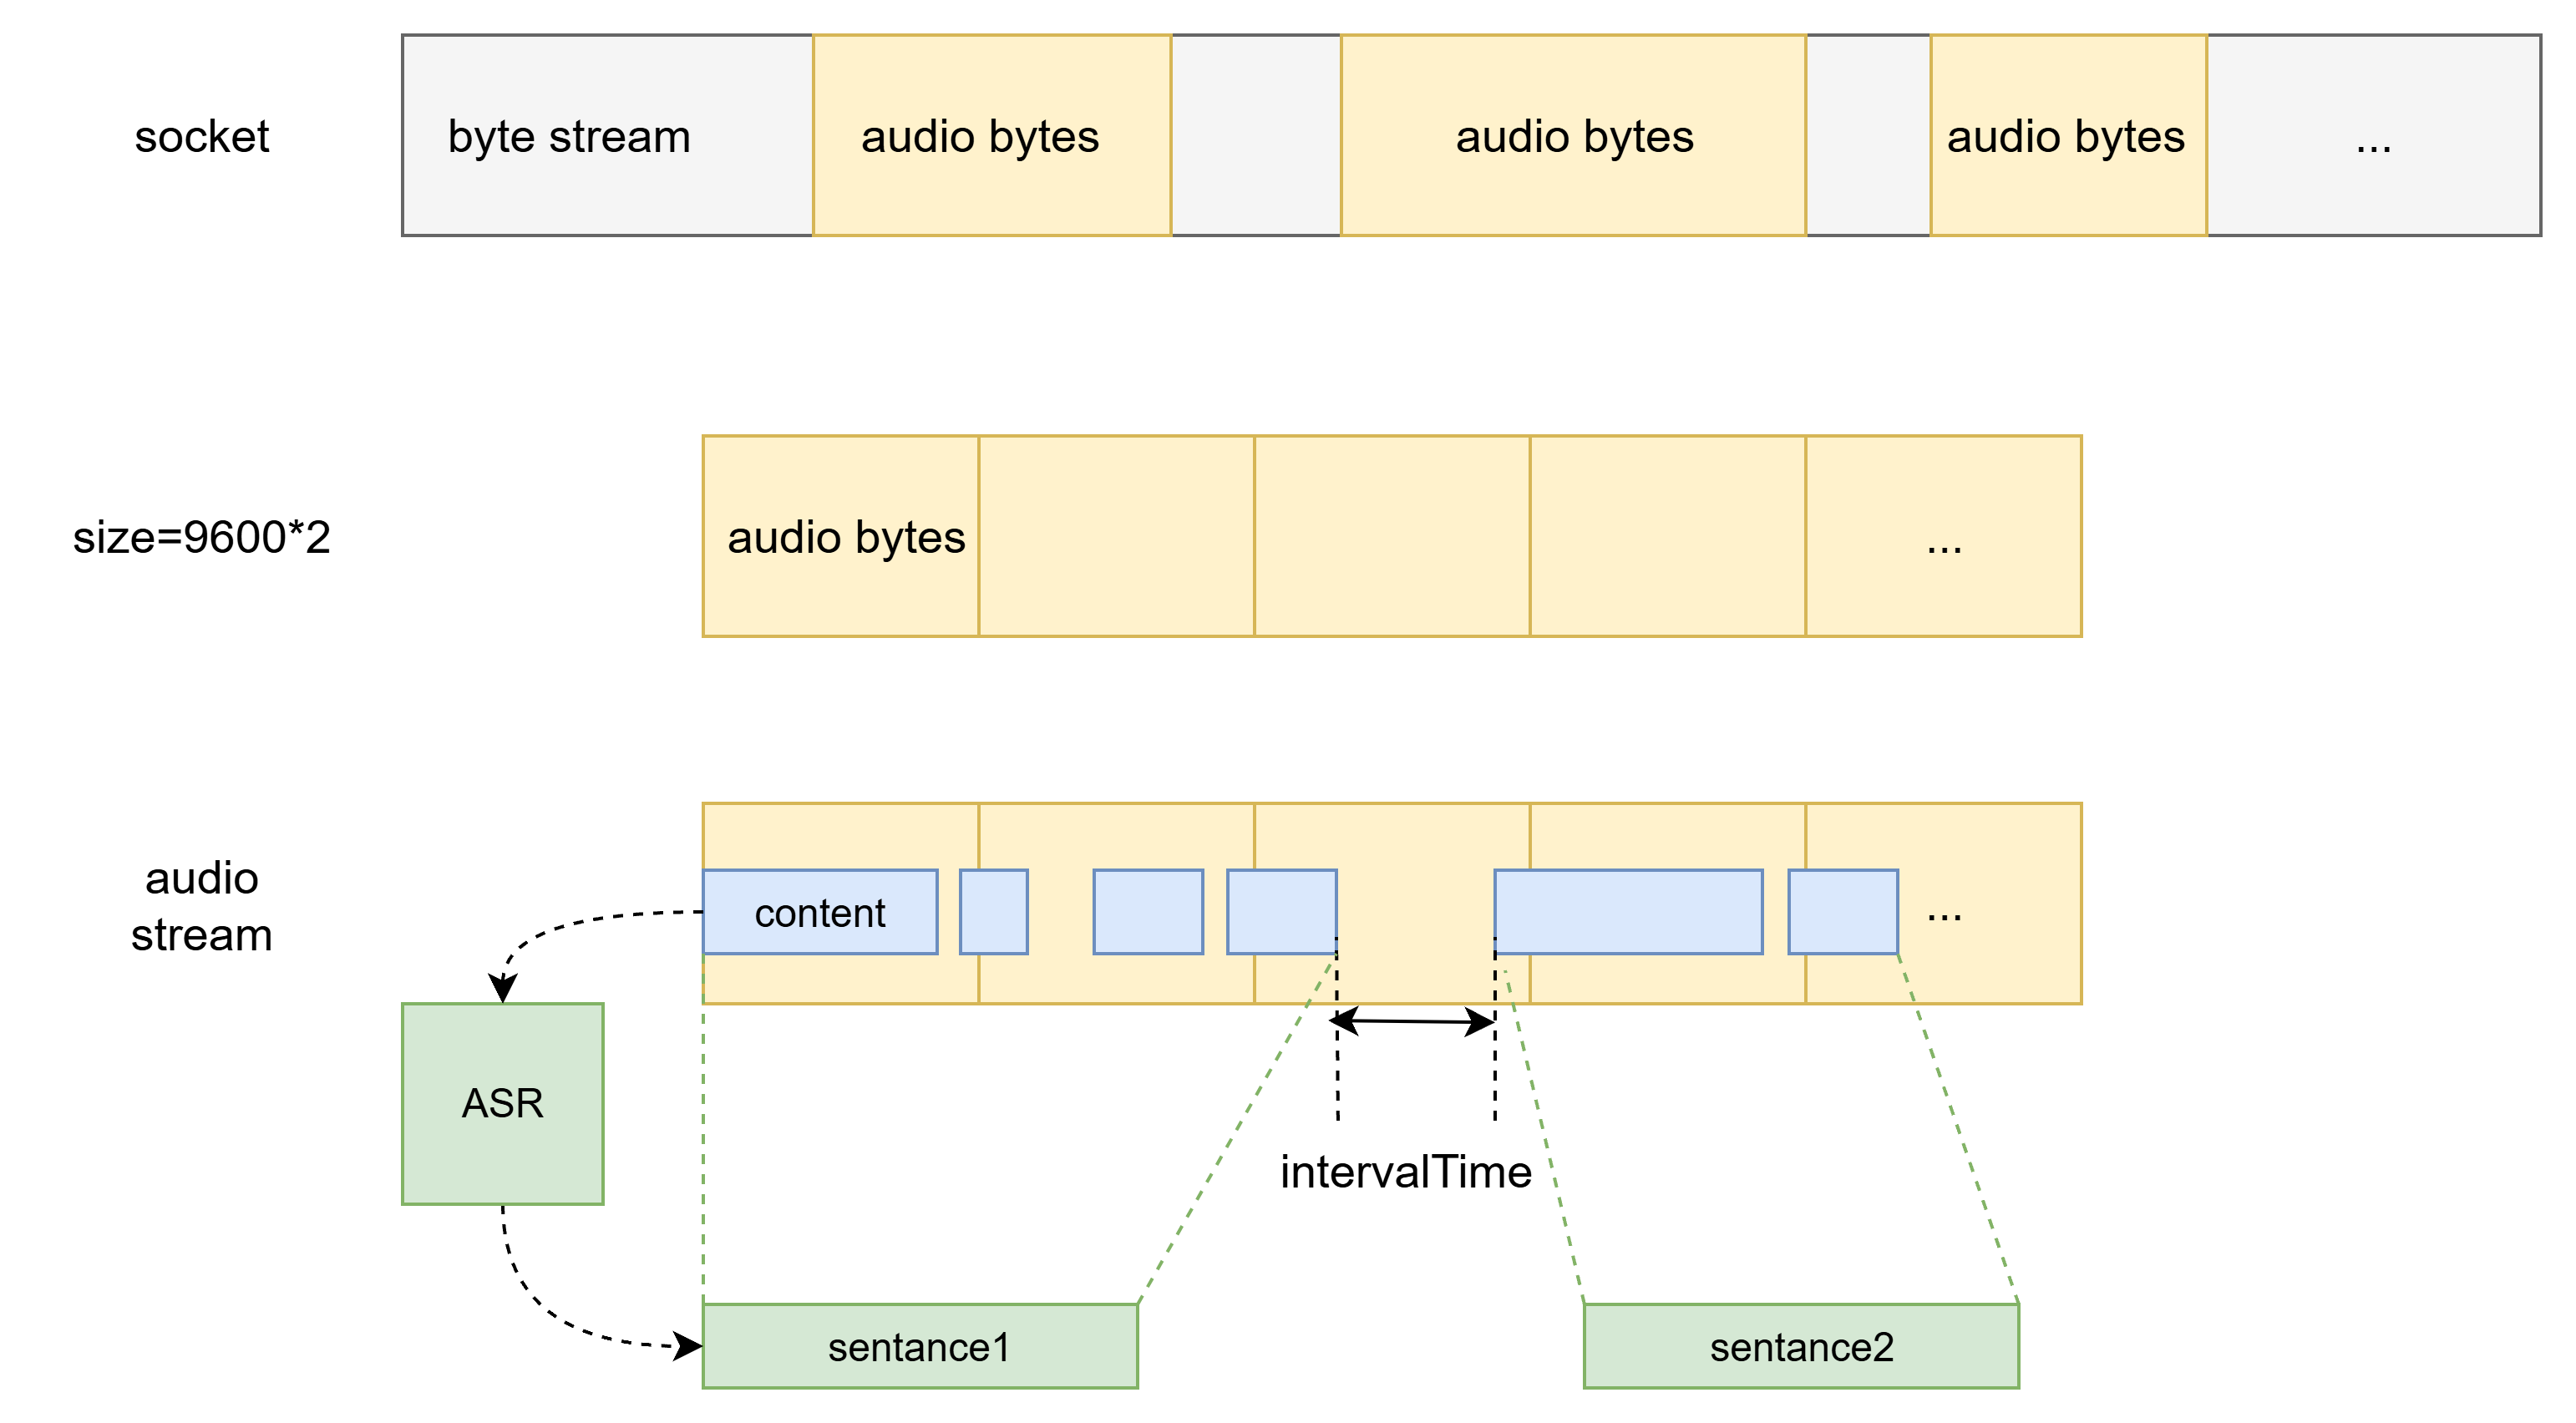 socket
byte stream
audio bytes
audio bytes
audio bytes
...
size=9600*2
audio bytes
...
audio
stream
content
...
ASR
intervalTime
sentance1
sentance2